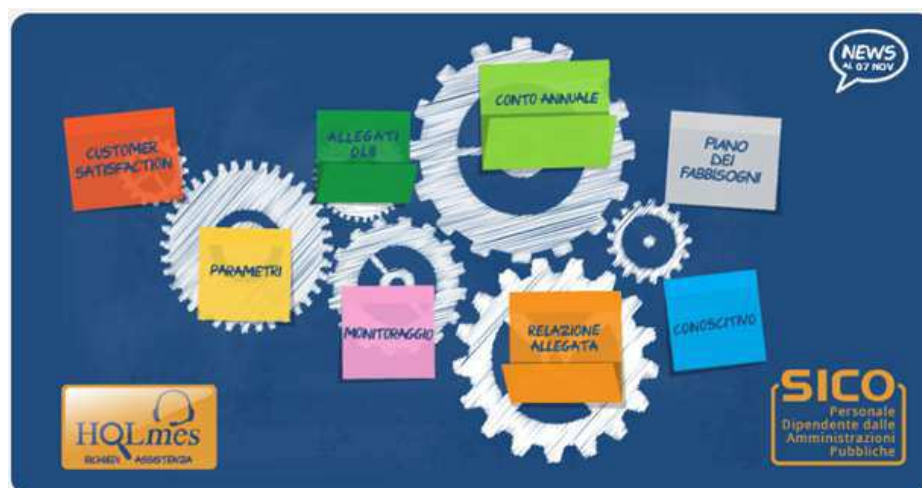 NEWS
AL 07 NOV
CONTO ANNUALE
CUSTOMER
SATISFACTION
ALLEGATI
DLB
PIANO
DEI
FABBISOGNI
PARAMETRI
MONITORAGGIO
RELAZIONE
ALLEGATA
CONOSCITIVO
HQLmes
RICHIEDI ASSISTENZA
SICO
Personale
Dipendente dalle
Amministrazioni
Pubbliche